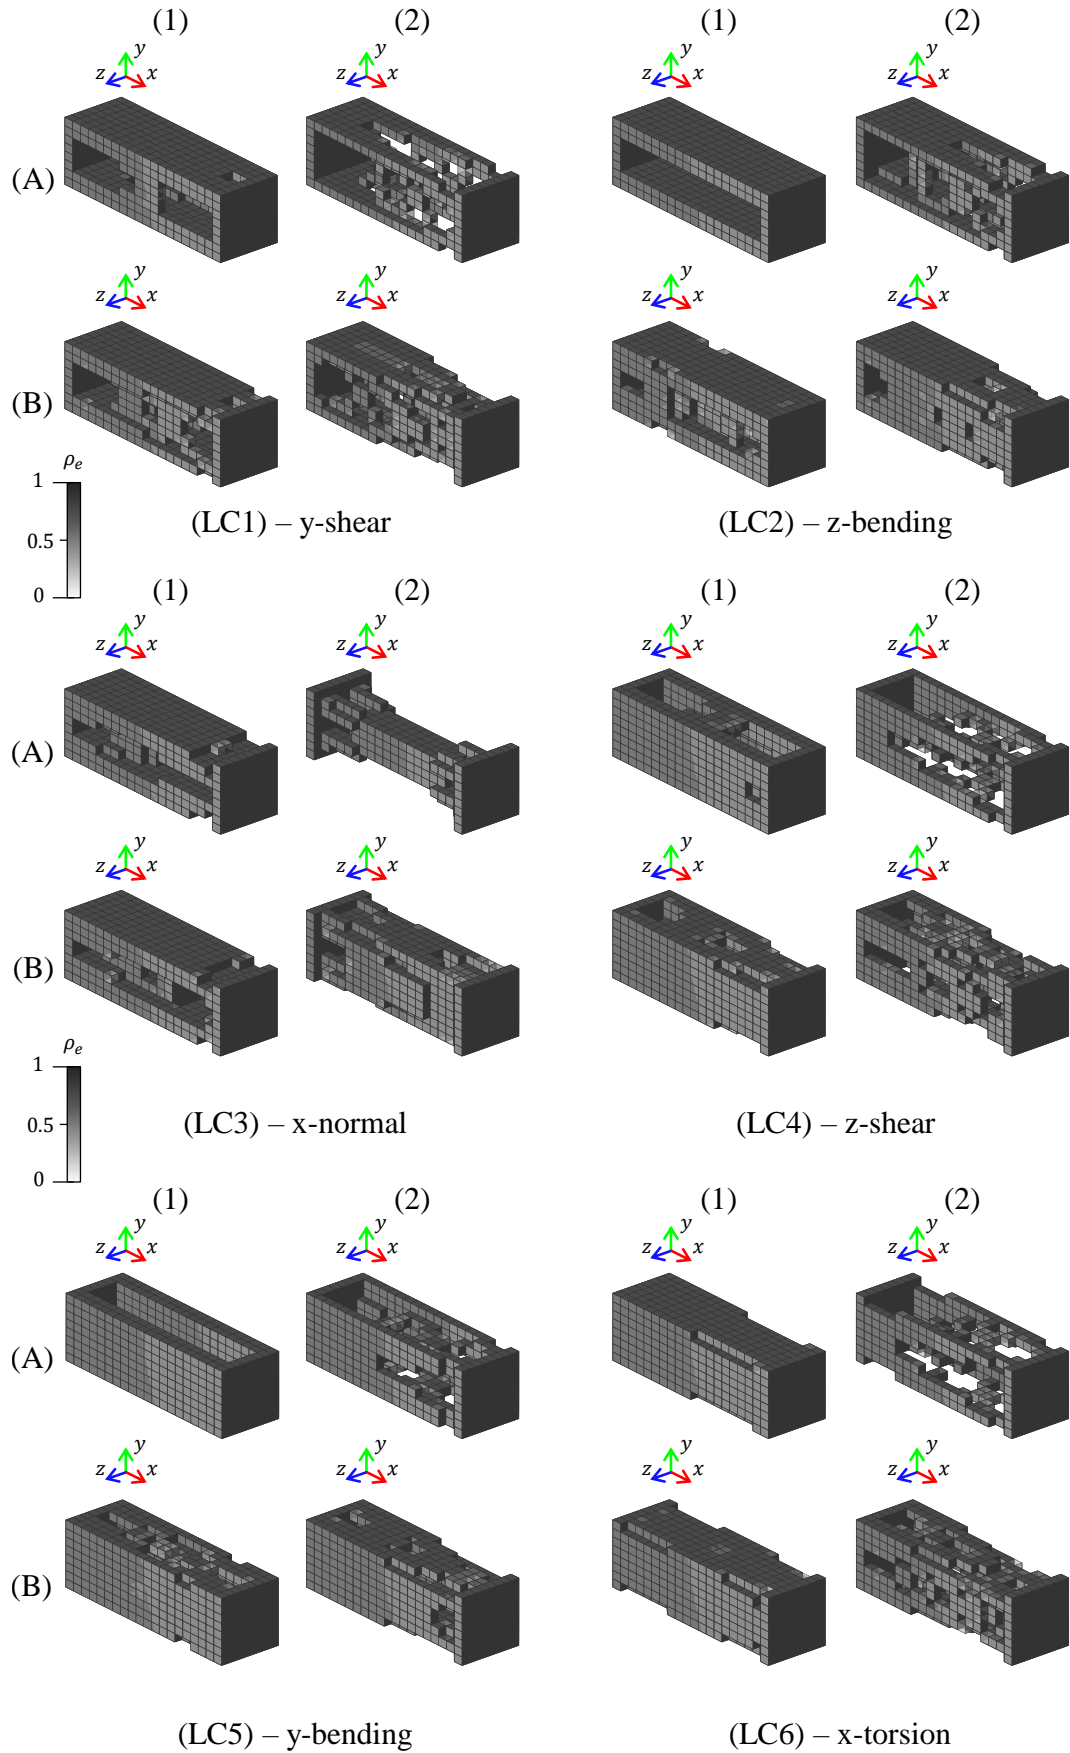 (1) (2) (1) (2)
y y y y
z x z x z x z x
(A)
y y y y
z x z x z x z x
(B)
ρe
1
0.5
0
(LC1) – y-shear (LC2) – z-bending
(1) (2) (1) (2)
y y y y
z x z x z x z x
(A)
y y y y
z x z x z x z x
(B)
ρe
1
0.5
0
(LC3) – x-normal (LC4) – z-shear
(1) (2) (1) (2)
y y y y
z x z x z x z x
(A)
y y y y
z x z x z x z x
(B)
(LC5) – y-bending (LC6) – x-torsion